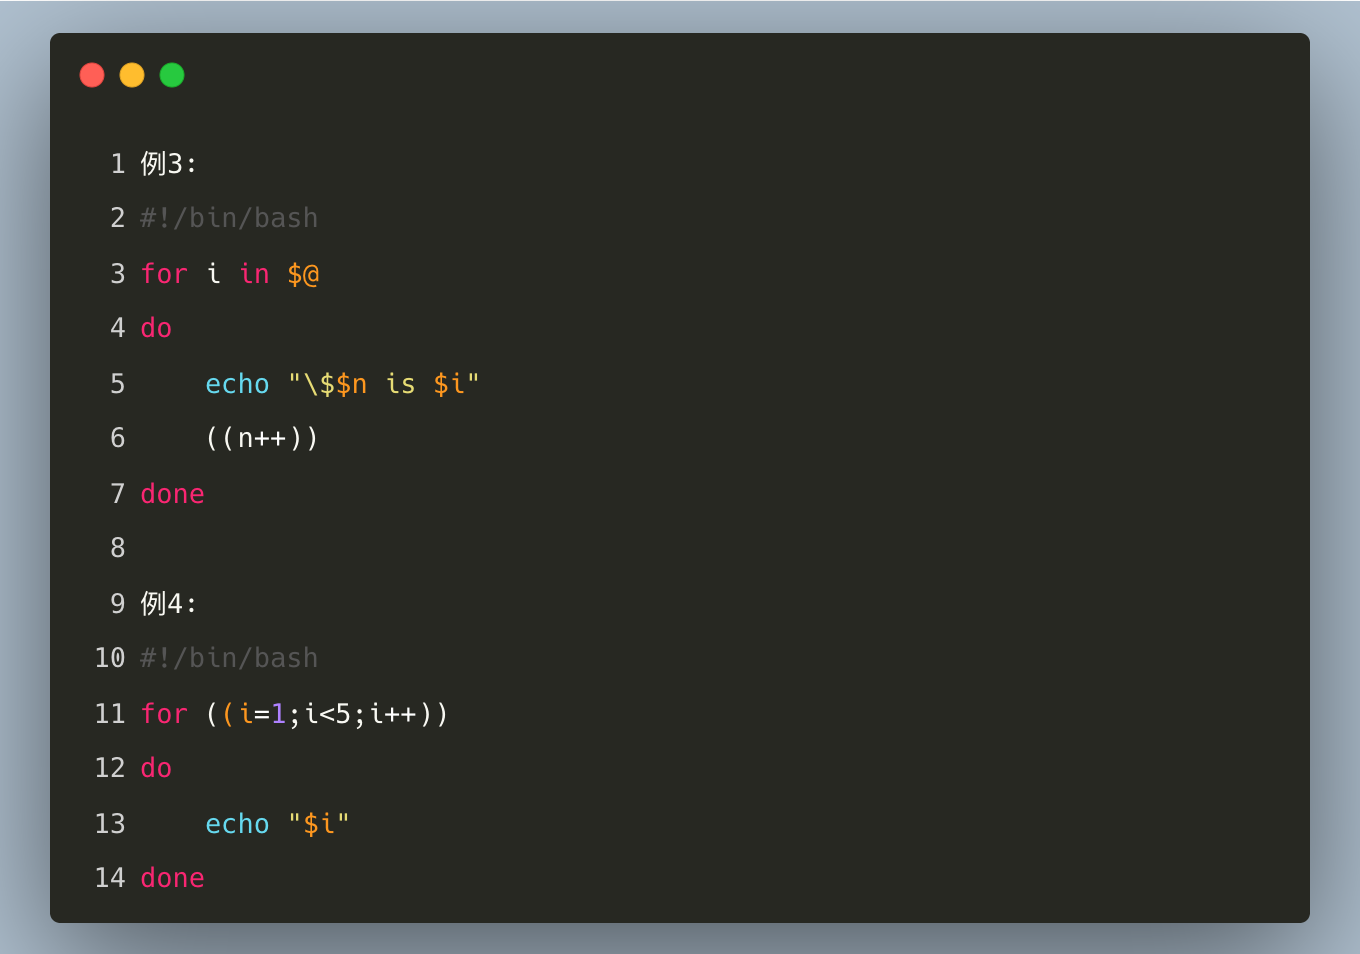 1 例3:
2 #!/bin/bash
3 for i in $@
4 do
5     echo "\$$n is $i"
6     ((n++))
7 done
8
9 例4:
10 #!/bin/bash
11 for ((i=1;i<5;i++))
12 do
13     echo "$i"
14 done